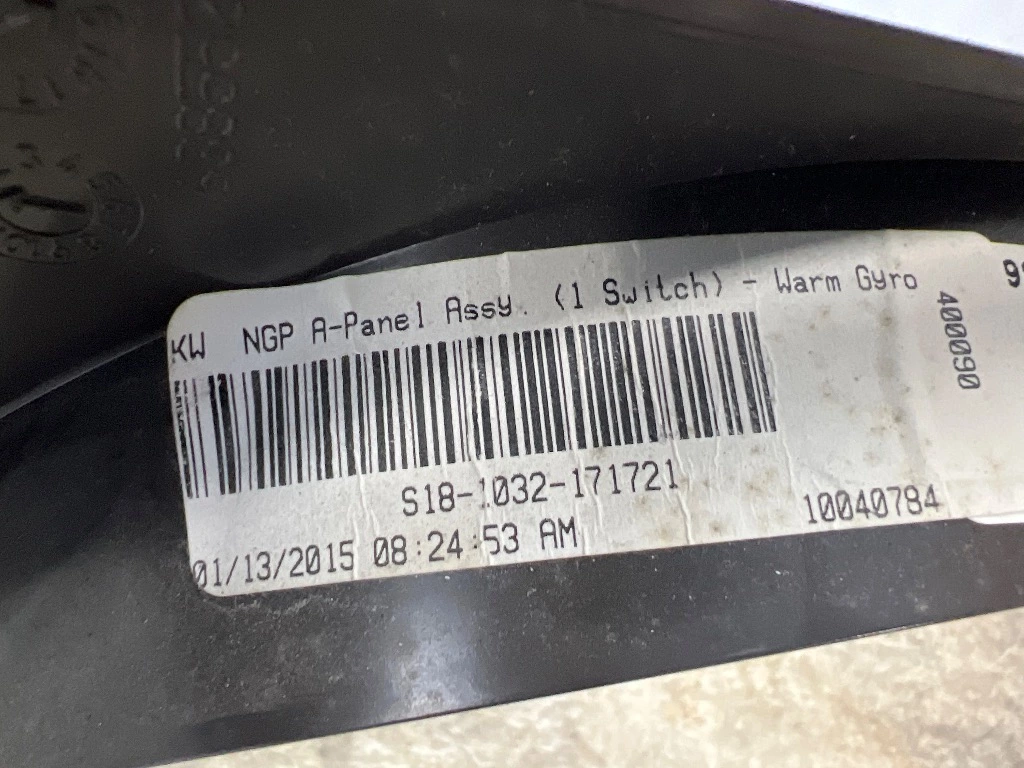 KW NGP A-Panel Assy. (1 Switch) - Warm Gyro
400090
S18-1032-171721
10040784
01/13/2015 08:24:53 AM